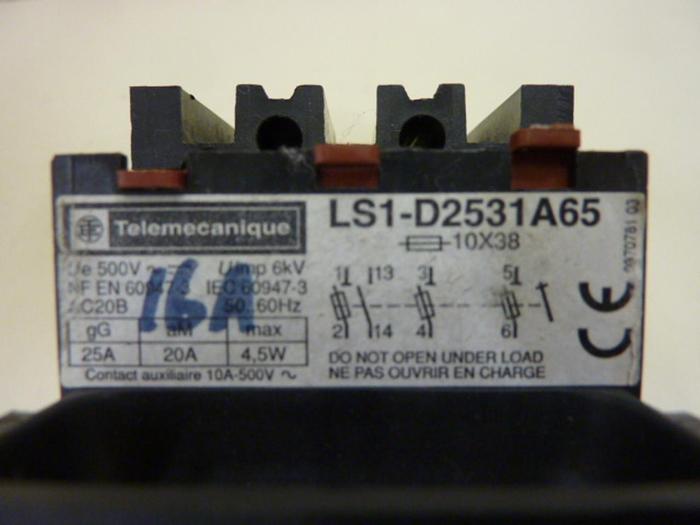 Telemecanique
LS1-D2531A65
10X38
Ue 500V ~ Uimp 6kV
NF EN 60947-3 IEC 60947-3
AC20B 50..60Hz
16A
gG aM max
25A 20A 4,5W
Contact auxiliaire 10A-500V ~
1 13 3 5
2 14 4 6
DO NOT OPEN UNDER LOAD
NE PAS OUVRIR EN CHARGE
CE